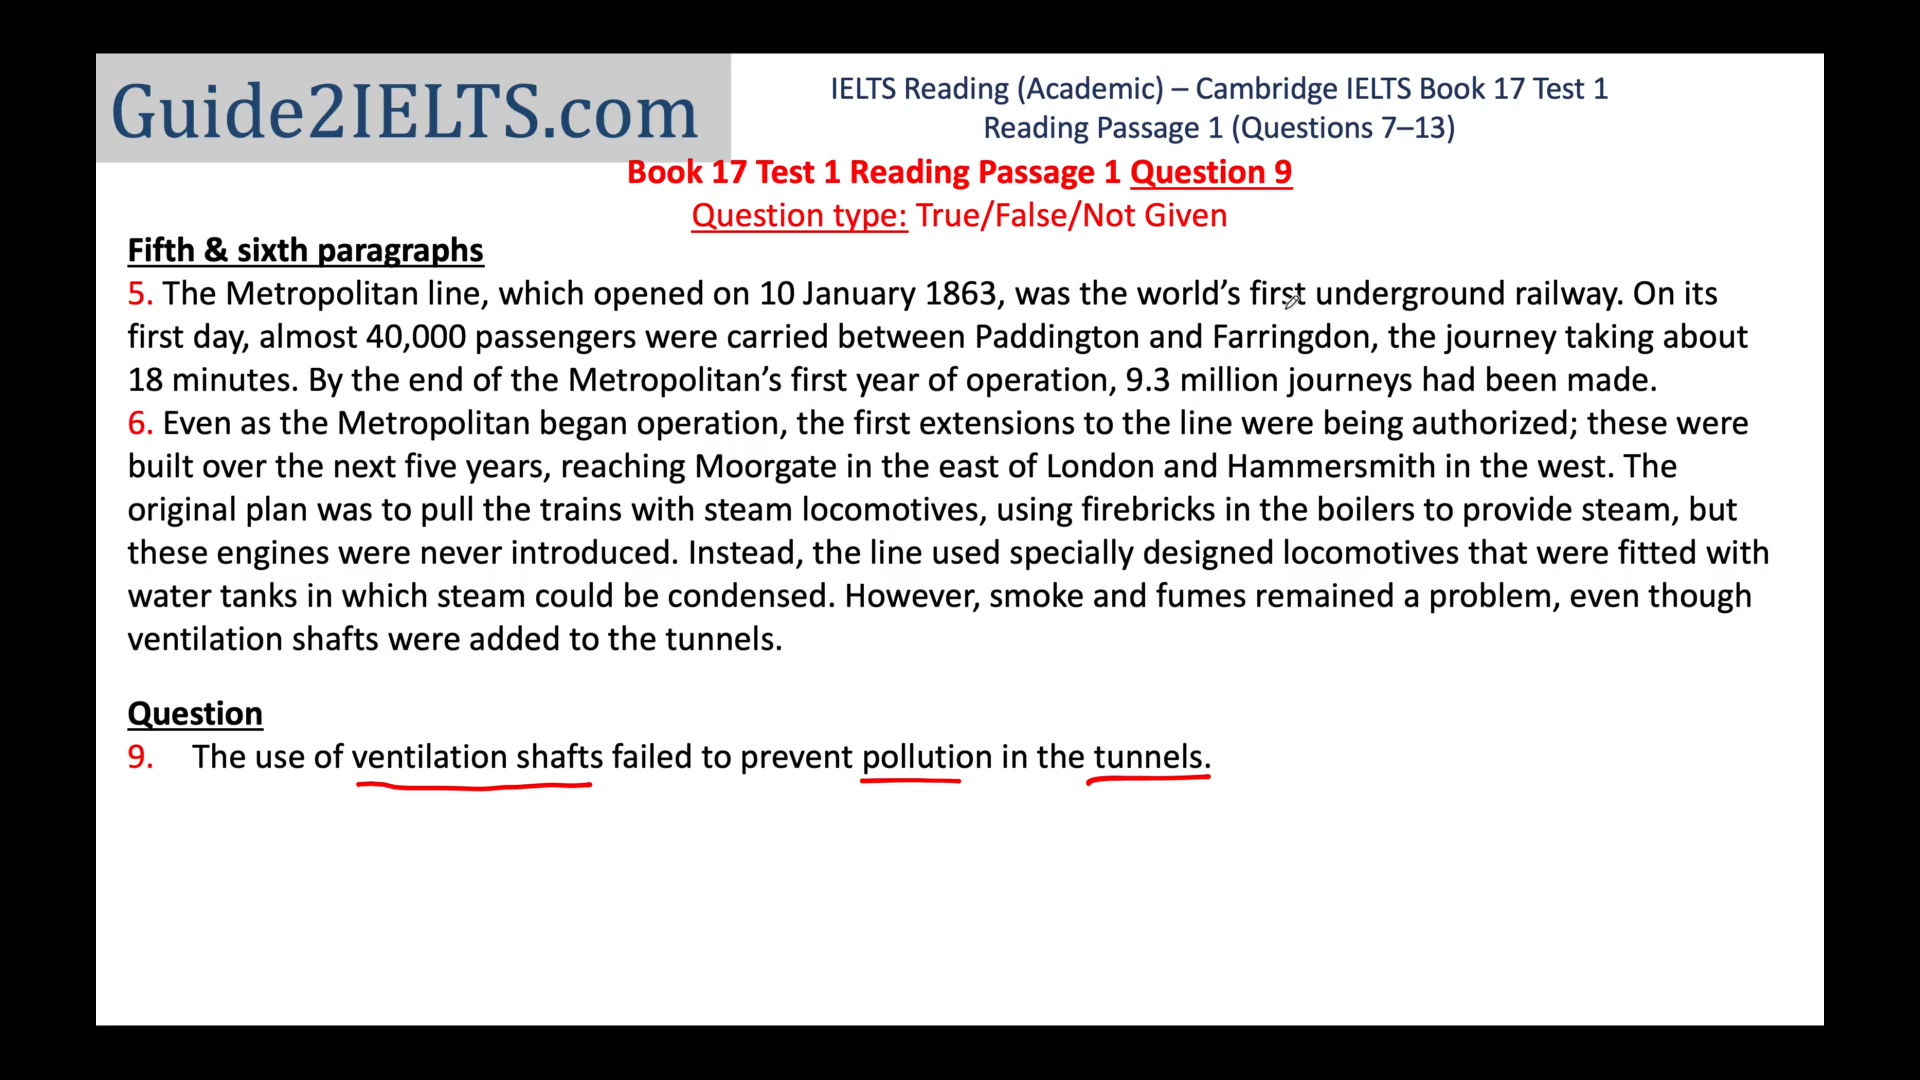 Guide2IELTS.com
IELTS Reading (Academic) – Cambridge IELTS Book 17 Test 1
Reading Passage 1 (Questions 7–13)
Book 17 Test 1 Reading Passage 1 Question 9
Question type: True/False/Not Given
Fifth & sixth paragraphs
5. The Metropolitan line, which opened on 10 January 1863, was the world’s first underground railway. On its
first day, almost 40,000 passengers were carried between Paddington and Farringdon, the journey taking about
18 minutes. By the end of the Metropolitan’s first year of operation, 9.3 million journeys had been made.
6. Even as the Metropolitan began operation, the first extensions to the line were being authorized; these were
built over the next five years, reaching Moorgate in the east of London and Hammersmith in the west. The
original plan was to pull the trains with steam locomotives, using firebricks in the boilers to provide steam, but
these engines were never introduced. Instead, the line used specially designed locomotives that were fitted with
water tanks in which steam could be condensed. However, smoke and fumes remained a problem, even though
ventilation shafts were added to the tunnels.
Question
9. The use of ventilation shafts failed to prevent pollution in the tunnels.